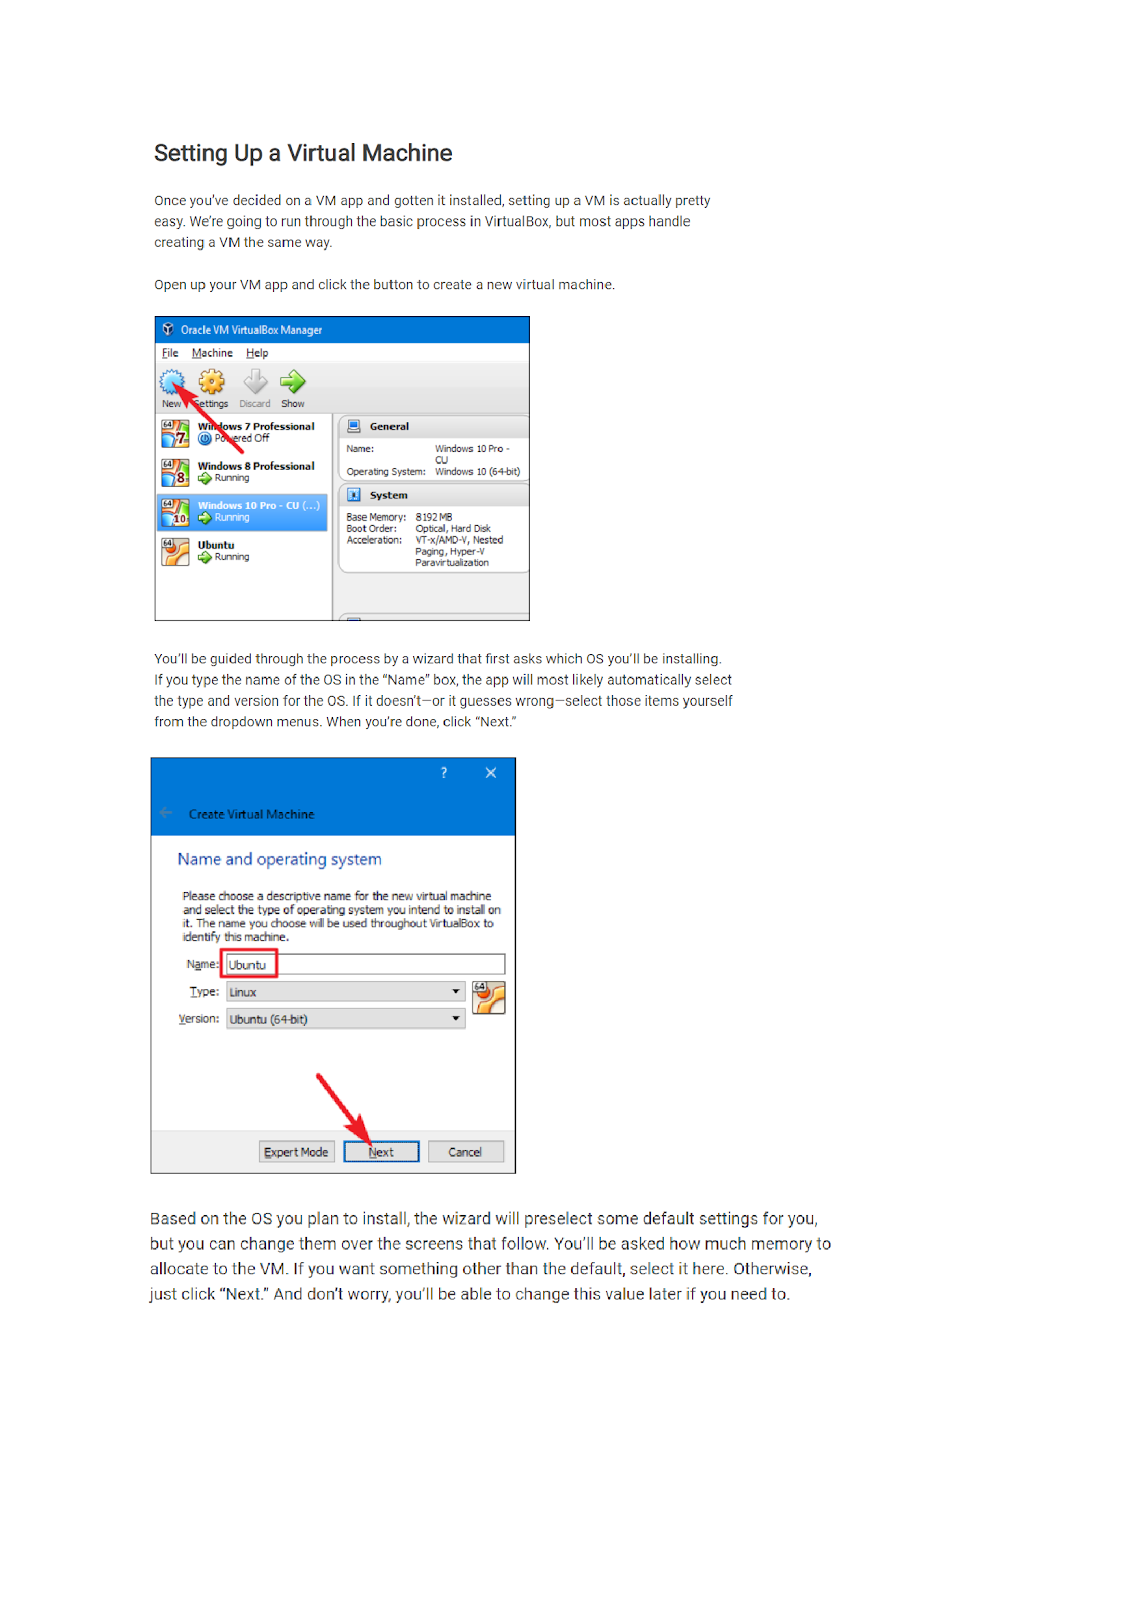 Setting Up a Virtual Machine
Once you've decided on a VM app and gotten it installed, setting up a VM is actually pretty
easy. We're going to run through the basic process in VirtualBox, but most apps handle
creating a VM the same way.
Open up your VM app and click the button to create a new virtual machine.
Oracle VM VirtualBox Manager
File Machine Help
New Settings Discard Show
64 7 Windows 7 Professional
Powered Off
64 8 Windows 8 Professional
Running
64 10 Windows 10 Pro - CU (...)
Running
64 Ubuntu
Running
General
Name: Windows 10 Pro -
CU
Operating System: Windows 10 (64-bit)
System
Base Memory: 8192 MB
Boot Order: Optical, Hard Disk
Acceleration: VT-x/AMD-V, Nested
Paging, Hyper-V
Paravirtualization
You'll be guided through the process by a wizard that first asks which OS you'll be installing.
If you type the name of the OS in the “Name” box, the app will most likely automatically select
the type and version for the OS. If it doesn't—or it guesses wrong—select those items yourself
from the dropdown menus. When you're done, click “Next.”
?
Create Virtual Machine
Name and operating system
Please choose a descriptive name for the new virtual machine
and select the type of operating system you intend to install on
it. The name you choose will be used throughout VirtualBox to
identify this machine.
Name: Ubuntu
Type: Linux
64
Version: Ubuntu (64-bit)
Expert Mode Next Cancel
Based on the OS you plan to install, the wizard will preselect some default settings for you,
but you can change them over the screens that follow. You'll be asked how much memory to
allocate to the VM. If you want something other than the default, select it here. Otherwise,
just click “Next.” And don't worry, you'll be able to change this value later if you need to.